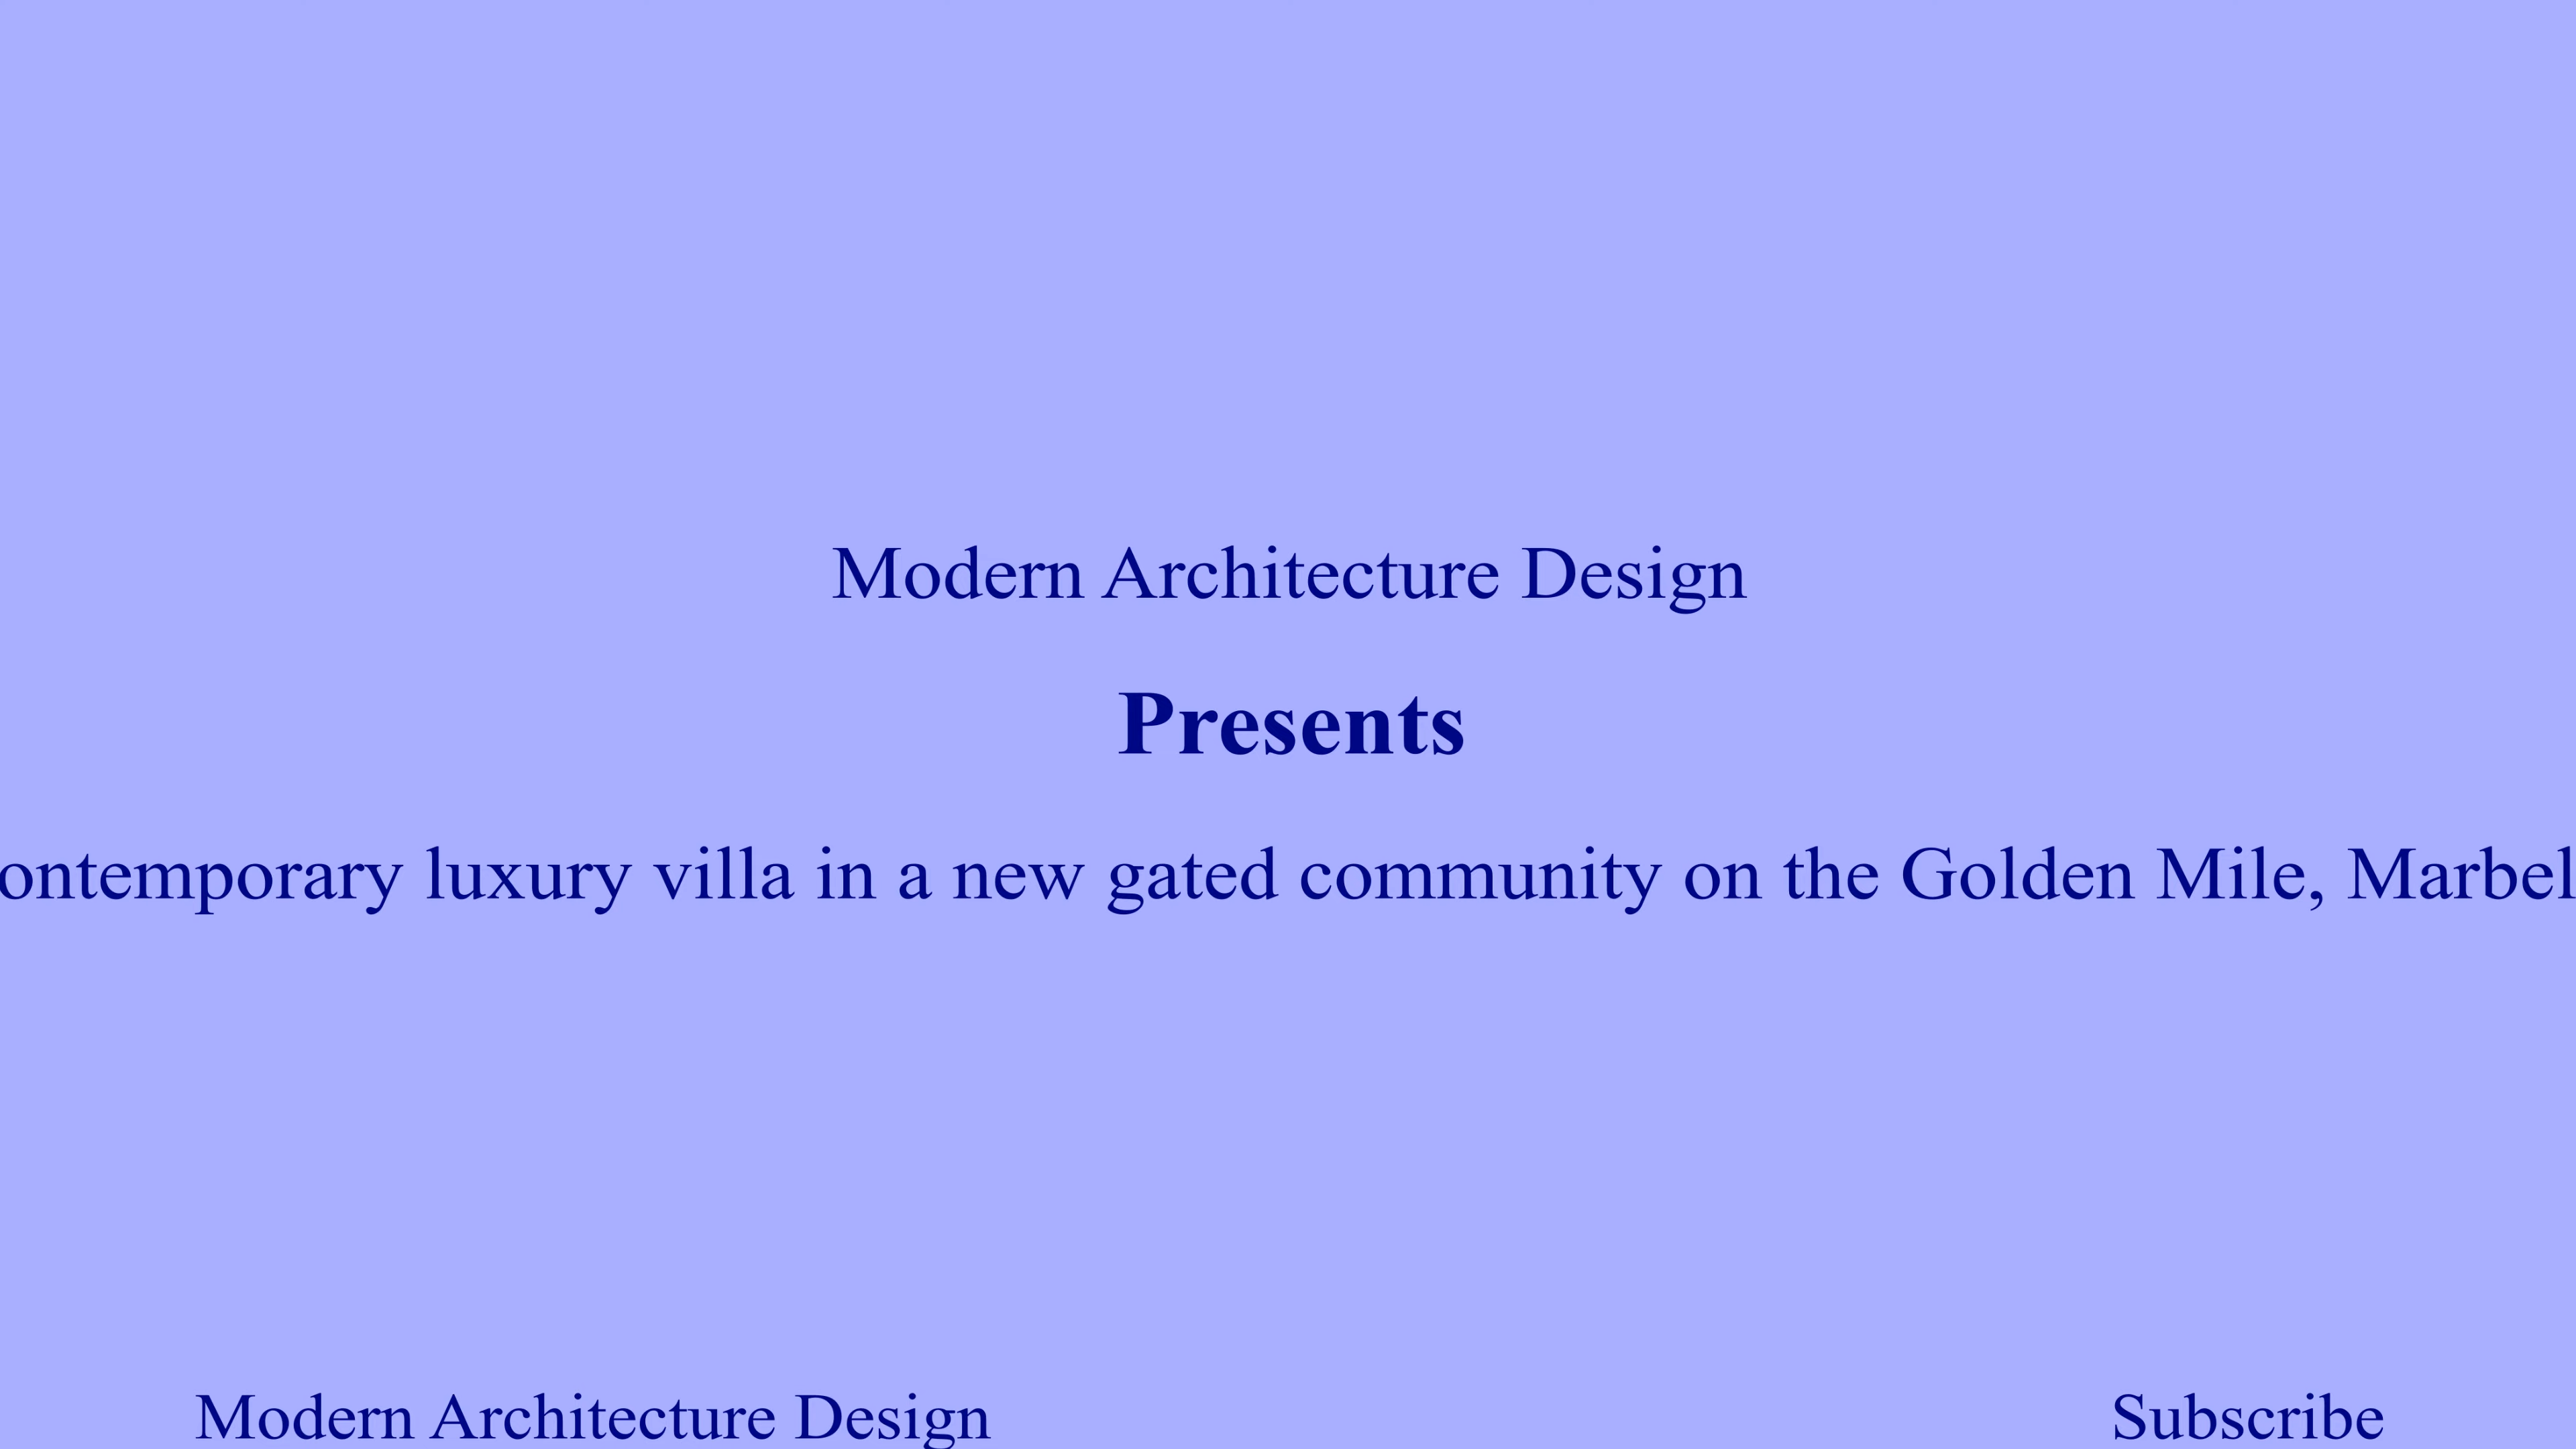 Modern Architecture Design
Presents
ontemporary luxury villa in a new gated community on the Golden Mile, Marbel
Modern Architecture Design
Subscribe